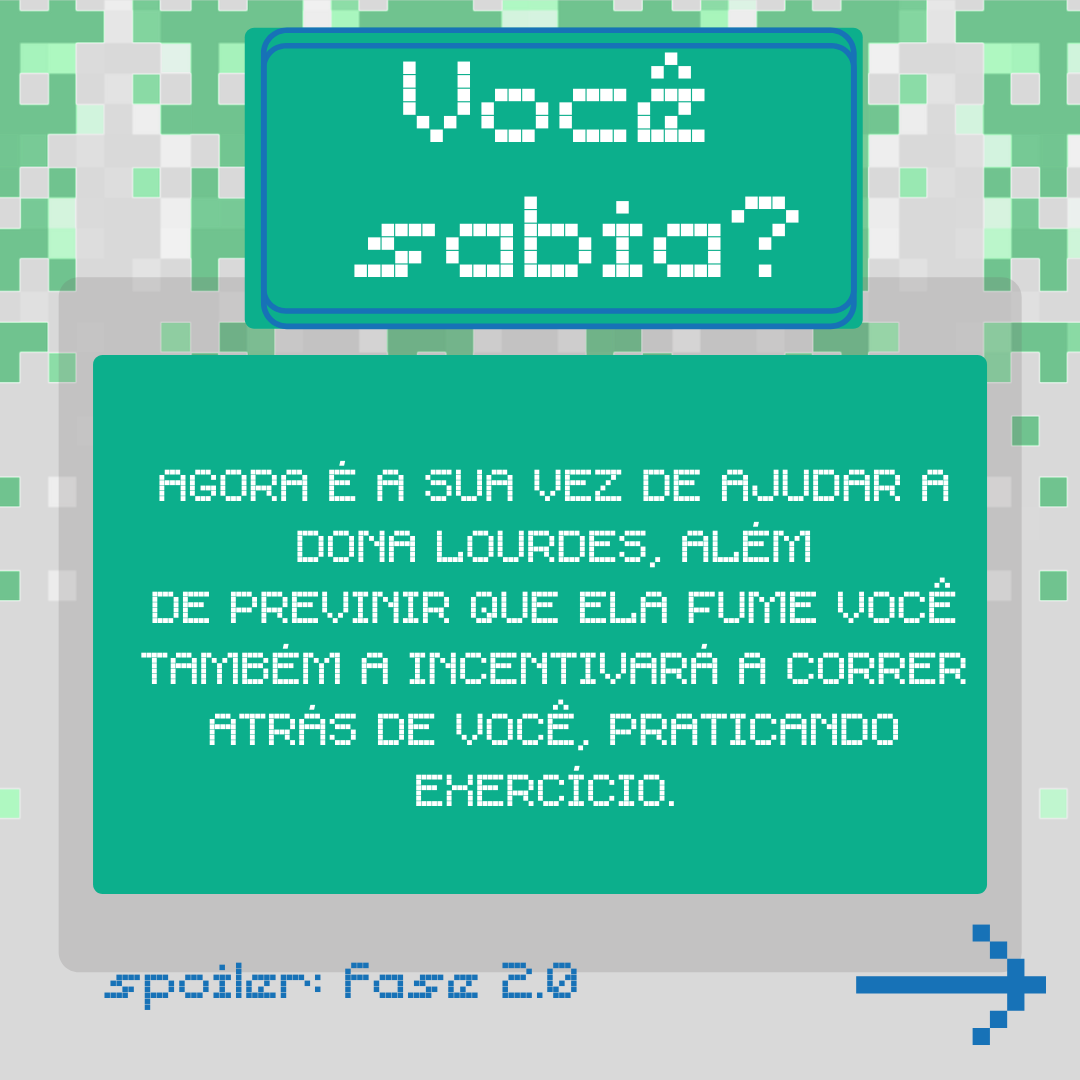 Você
sabia?
AGORA É A SUA VEZ DE AJUDAR A
DONA LOURDES, ALÉM
DE PREVINIR QUE ELA FUME VOCÊ
TAMBÉM A INCENTIVARÁ A CORRER
ATRÁS DE VOCÊ, PRATICANDO
EXERCÍCIO.
spoiler: Fase 2.0